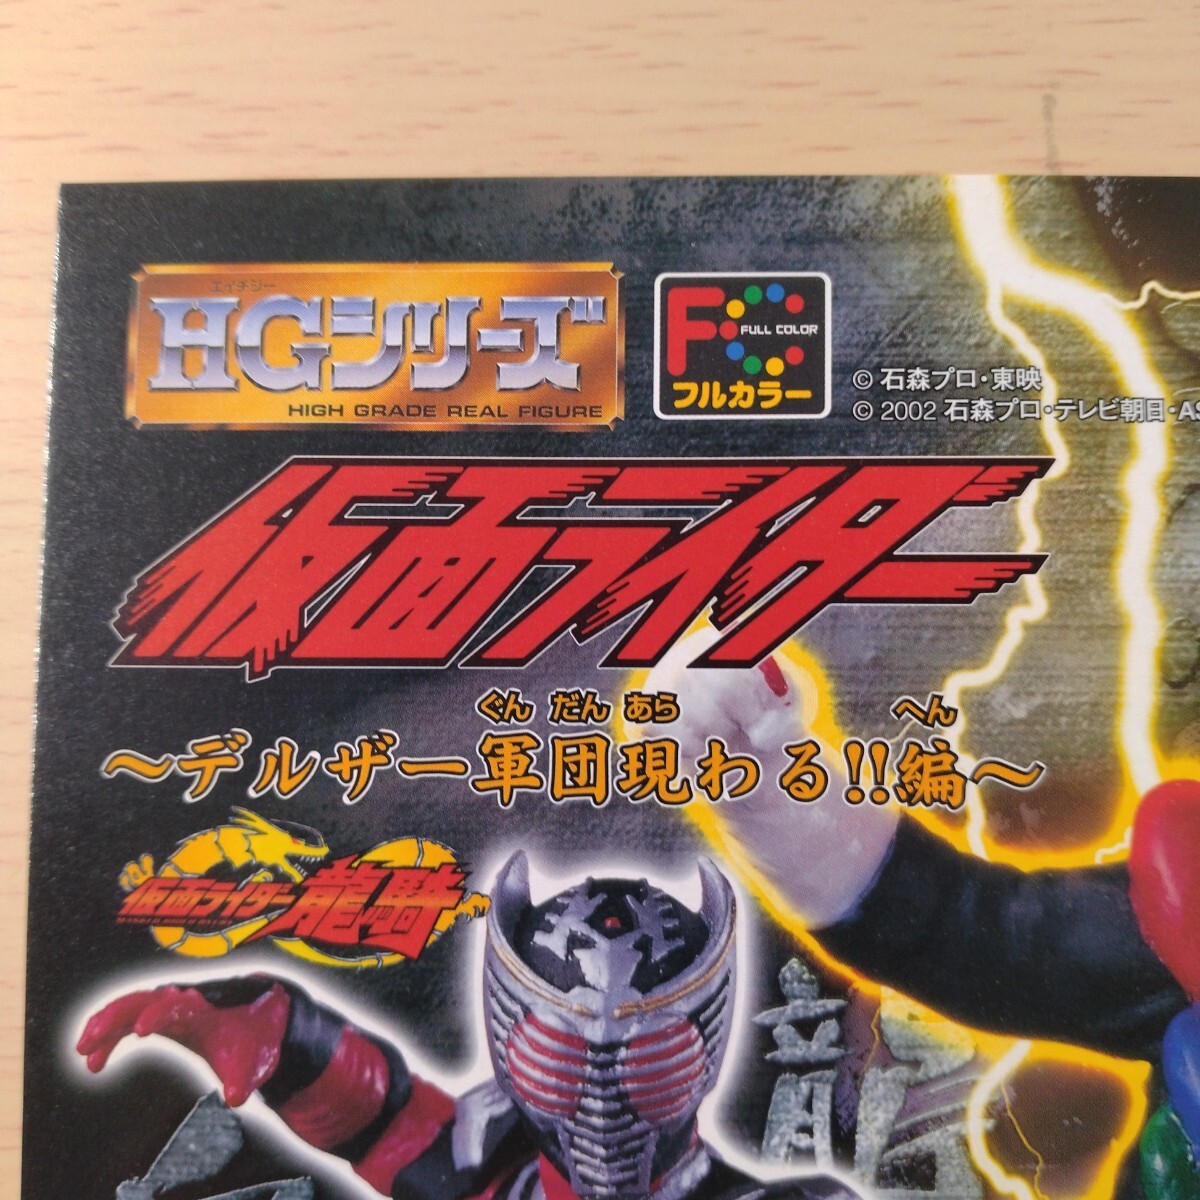 エイチジー
HGシリーズ
HIGH GRADE REAL FIGURE
FC
FULL COLOR
フルカラー
© 石森プロ・東映
© 2002 石森プロ・テレビ朝日・AS
仮面ライダー
ぐん だん あら へん
〜デルザー軍団現わる!!編〜
仮面ライダー龍騎
龍